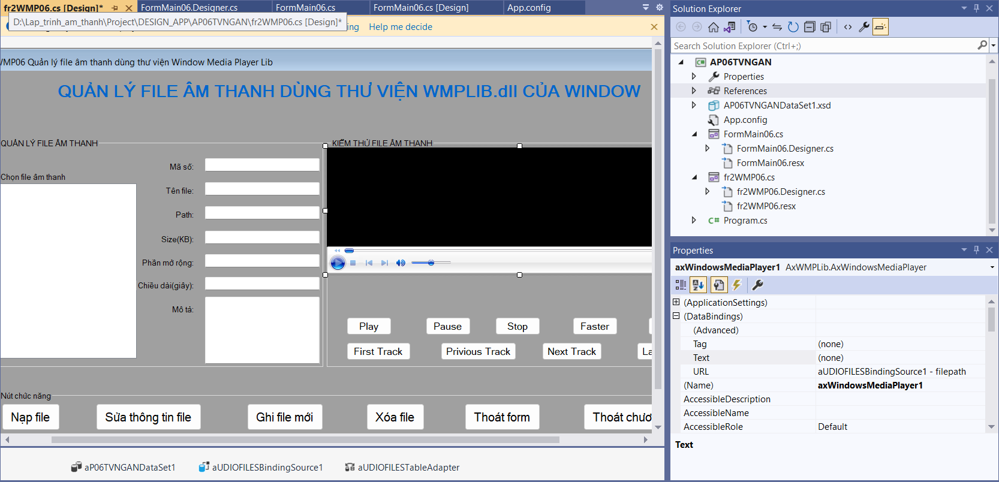 fr2WMP06.cs [Design]*
FormMain06.Designer.cs
FormMain06.cs
FormMain06.cs [Design]
App.config
D:\Lap_trinh_am_thanh\Project\DESIGN_APP\AP06TVNGAN\fr2WMP06.cs [Design]*
ing
Help me decide
/MP06 Quản lý file âm thanh dùng thư viện Window Media Player Lib
QUẢN LÝ FILE ÂM THANH DÙNG THƯ VIỆN WMPLIB.dll CỦA WINDOW
QUẢN LÝ FILE ÂM THANH
Chọn file âm thanh
Mã số:
Tên file:
Path:
Size(KB):
Phần mở rộng:
Chiều dài(giây):
Mô tả:
KIỂM THỬ FILE ÂM THANH
Play
Pause
Stop
Faster
First Track
Privious Track
Next Track
La
Nút chức năng
Nạp file
Sửa thông tin file
Ghi file mới
Xóa file
Thoát form
Thoát chươ
aP06TVNGANDataSet1
aUDIOFILESBindingSource1
aUDIOFILESTableAdapter
Solution Explorer
Search Solution Explorer (Ctrl+;)
C# AP06TVNGAN
Properties
References
AP06TVNGANDataSet1.xsd
App.config
FormMain06.cs
FormMain06.Designer.cs
FormMain06.resx
fr2WMP06.cs
fr2WMP06.Designer.cs
fr2WMP06.resx
C# Program.cs
Properties
axWindowsMediaPlayer1 AxWMPLib.AxWindowsMediaPlayer
(ApplicationSettings)
(DataBindings)
(Advanced)
Tag (none)
Text (none)
URL aUDIOFILESBindingSource1 - filepath
(Name) axWindowsMediaPlayer1
AccessibleDescription
AccessibleName
AccessibleRole Default
Text